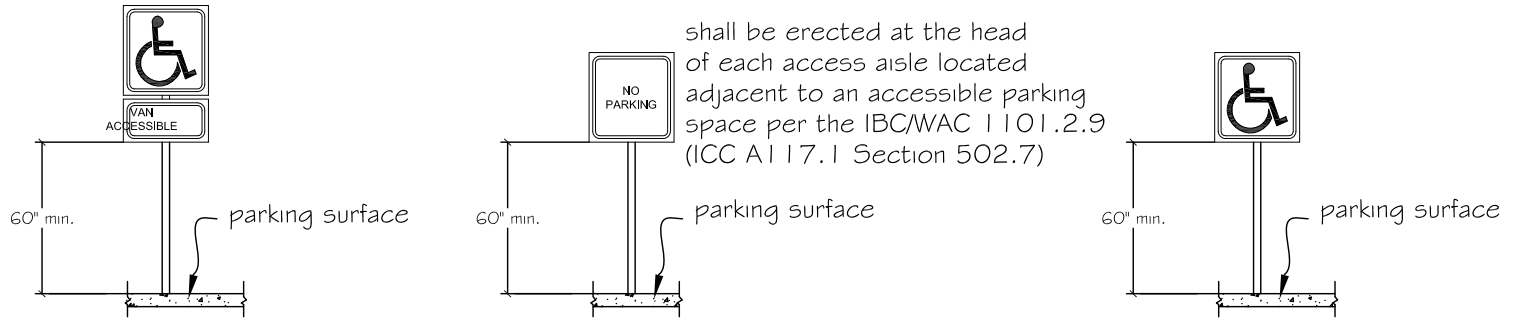 VAN
ACCESSIBLE
60" min.
parking surface
NO
PARKING
shall be erected at the head
of each access aisle located
adjacent to an accessible parking
space per the IBC/WAC 1101.2.9
(ICC A117.1 Section 502.7)
60" min.
parking surface
60" min.
parking surface